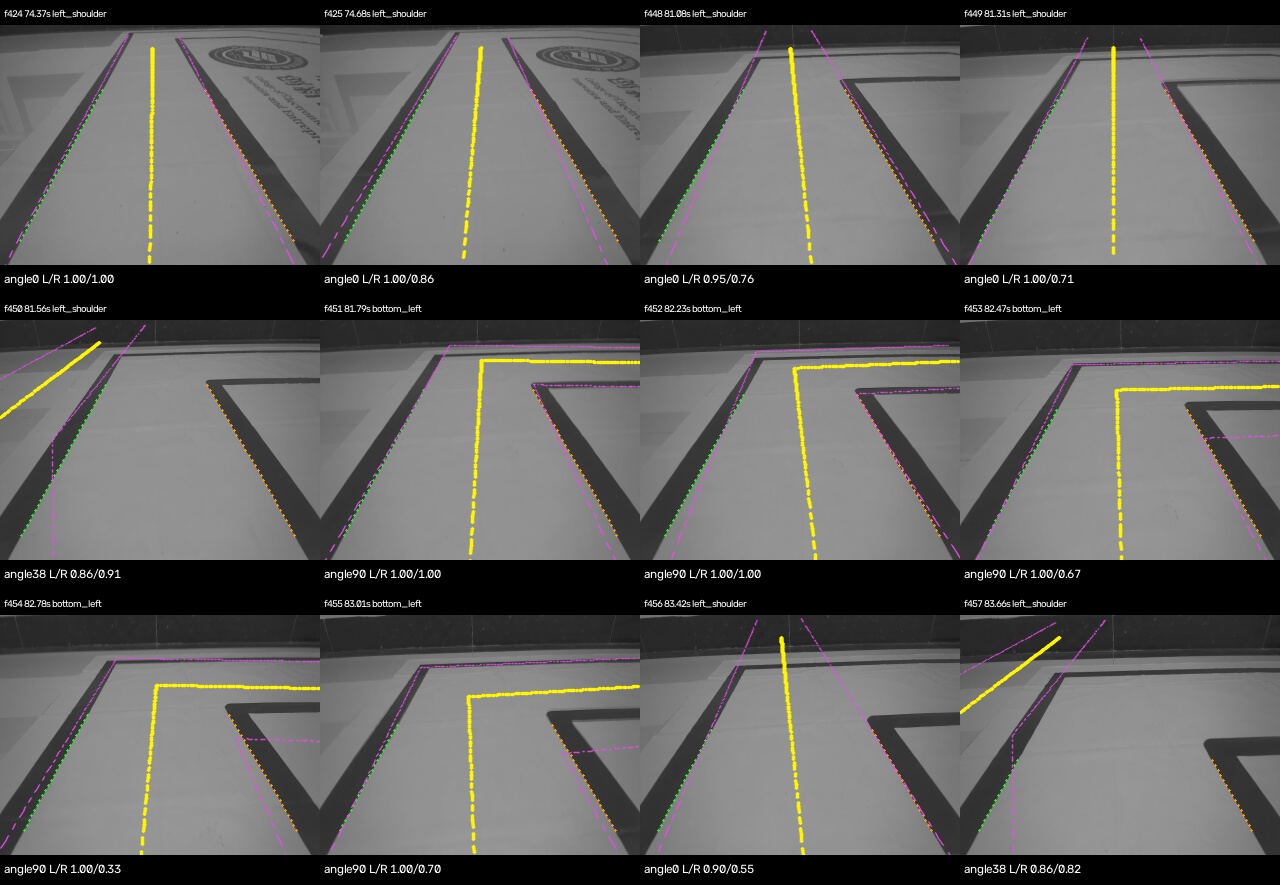 f424 74.37s left_shoulder
f425 74.68s left_shoulder
f448 81.08s left_shoulder
f449 81.31s left_shoulder
angle0 L/R 1.00/1.00
angle0 L/R 1.00/0.86
angle0 L/R 0.95/0.76
angle0 L/R 1.00/0.71
f450 81.56s left_shoulder
f451 81.79s bottom_left
f452 82.23s bottom_left
f453 82.47s bottom_left
angle38 L/R 0.86/0.91
angle90 L/R 1.00/1.00
angle90 L/R 1.00/1.00
angle90 L/R 1.00/0.67
f454 82.78s bottom_left
f455 83.01s bottom_left
f456 83.42s left_shoulder
f457 83.66s left_shoulder
angle90 L/R 1.00/0.33
angle90 L/R 1.00/0.70
angle0 L/R 0.90/0.55
angle38 L/R 0.86/0.82